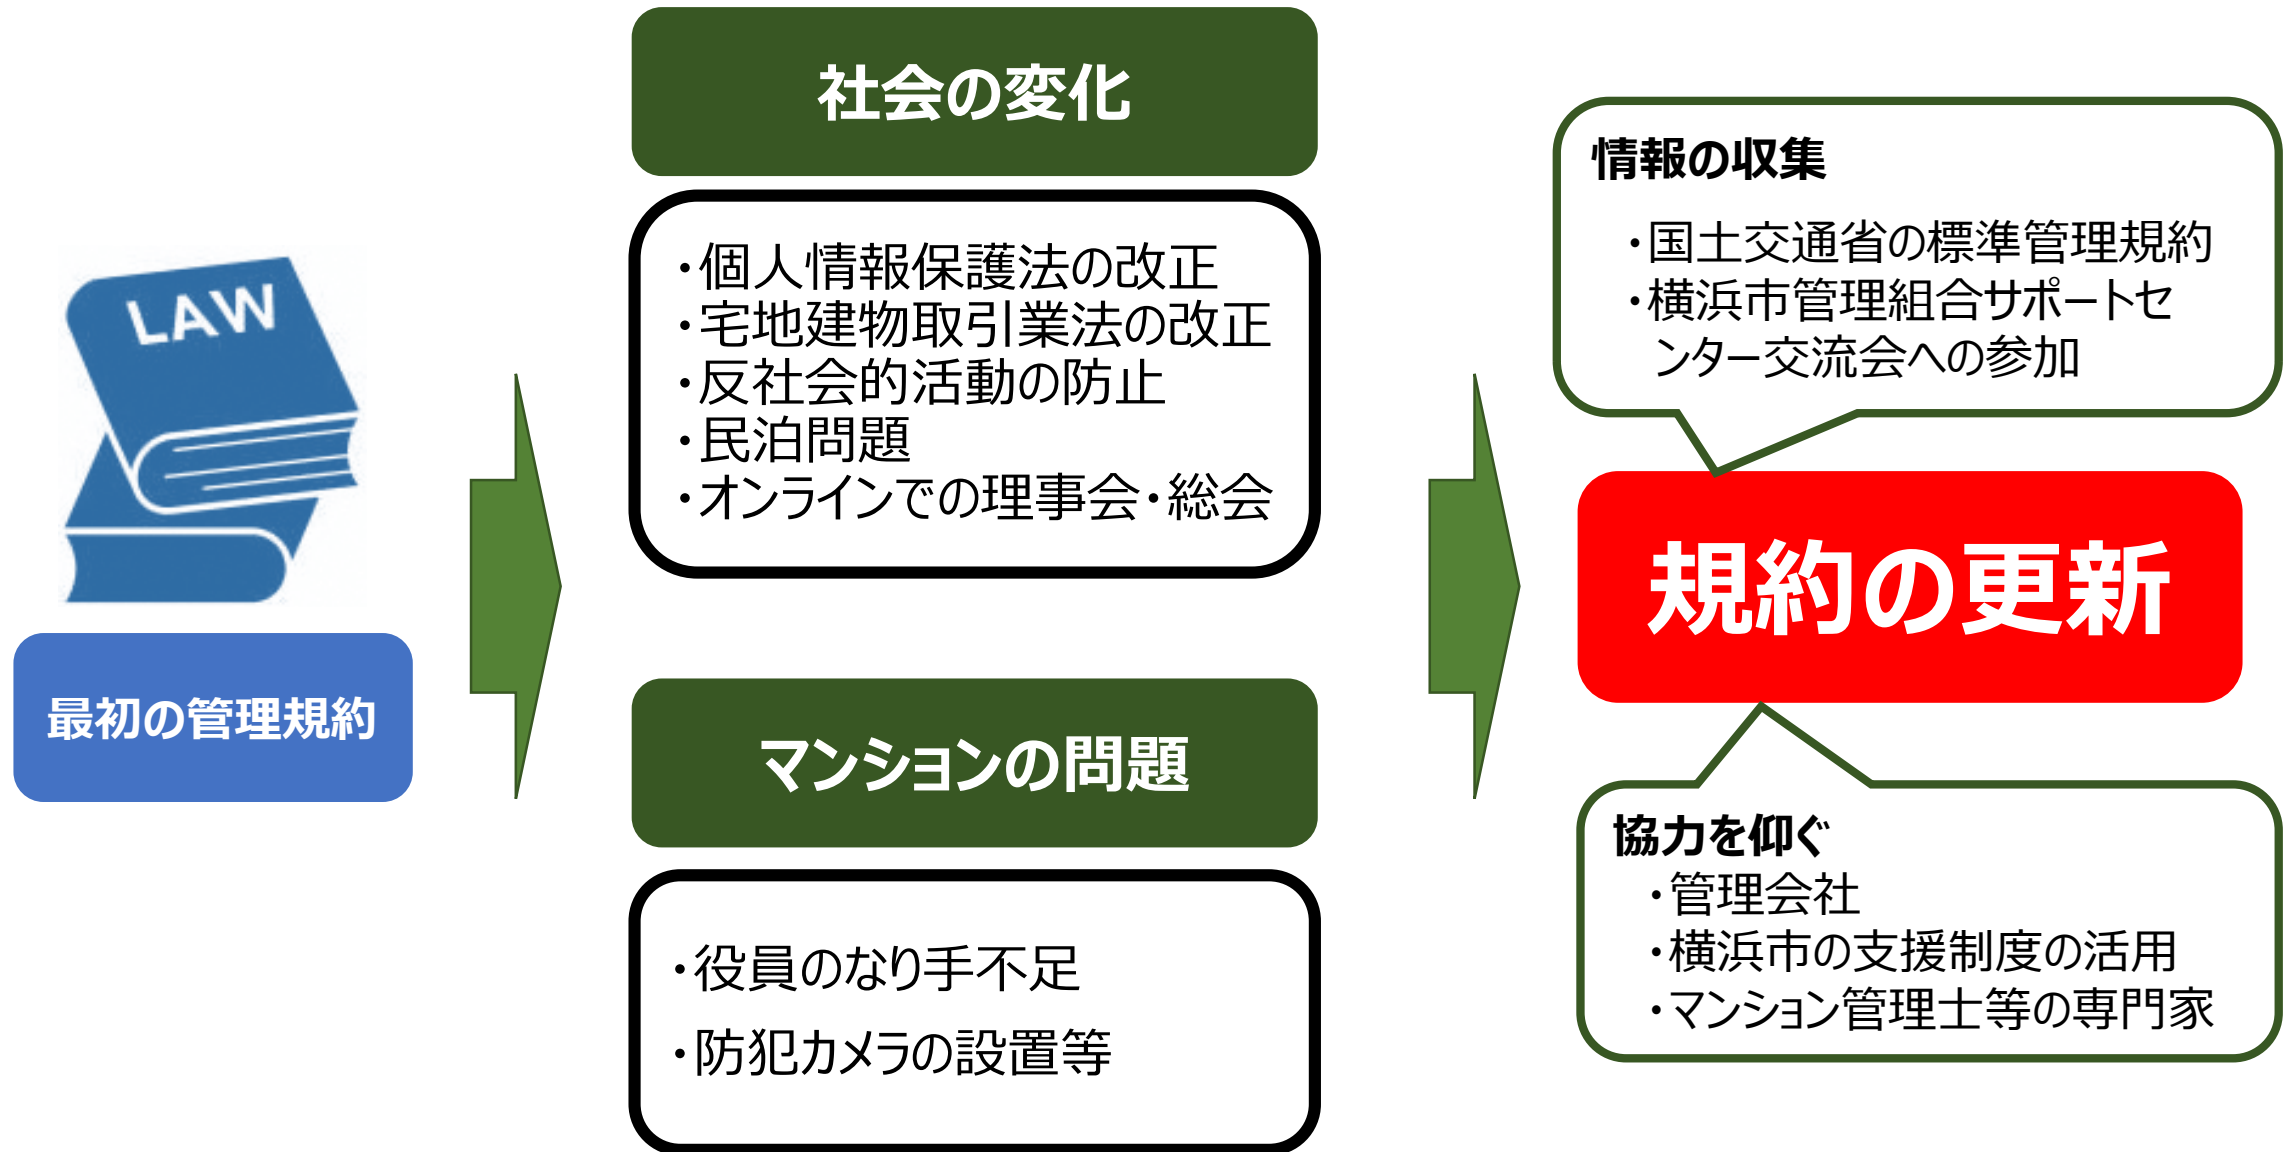 LAW
最初の管理規約
社会の変化
・個人情報保護法の改正
・宅地建物取引業法の改正
・反社会的活動の防止
・民泊問題
・オンラインでの理事会・総会
マンションの問題
・役員のなり手不足
・防犯カメラの設置等
情報の収集
・国土交通省の標準管理規約
・横浜市管理組合サポートセ
ンター交流会への参加
規約の更新
協力を仰ぐ
・管理会社
・横浜市の支援制度の活用
・マンション管理士等の専門家